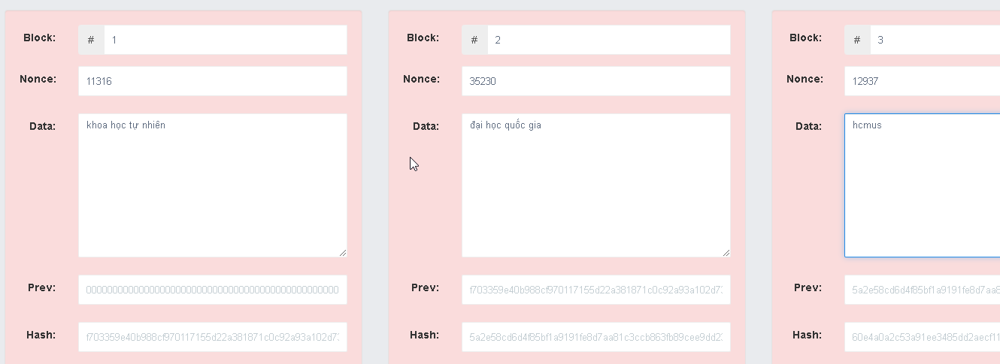 Block: # 1
Nonce: 11316
Data: khoa học tự nhiên
Prev: 000000000000000000000000000000000000000000000000
Hash: f703359e40b988cf970117155d22a381871c0c92a93a102d7
Block: # 2
Nonce: 35230
Data: đại học quốc gia
Prev: f703359e40b988cf970117155d22a381871c0c92a93a102d7
Hash: 5a2e58cd6d4f85bf1a9191fe8d7aa81c3ccb863fb89cee9dd2
Block: # 3
Nonce: 12937
Data: hcmus
Prev: 5a2e58cd6d4f85bf1a9191fe8d7aa8
Hash: 60e4a0a2c53a91ee3485dd2aecf11